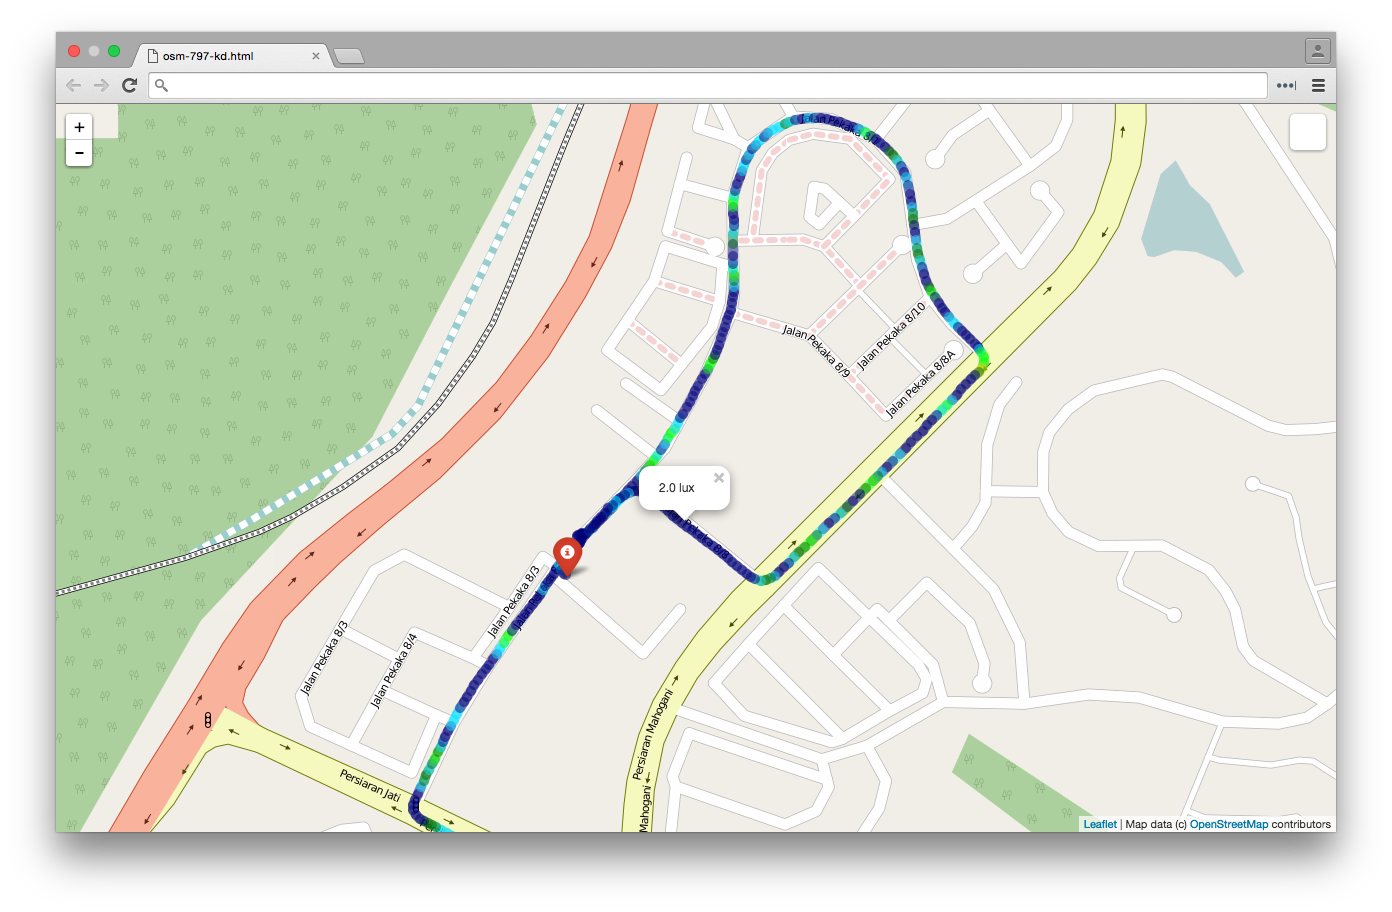 osm-797-kd.html
+
-
Jalan Pekaka 8/
Jalan Pekaka 8/9
Jalan Pekaka 8/10
Jalan Pekaka 8/8A
2.0 lux
Pekaka 8/3
Jalan Pekaka 8/3
Jalan
Jalan Pekaka 8/3
Jalan Pekaka 8/4
Persiaran Mahogani
Mahogani
Persiaran Jati
Leaflet | Map data (c) OpenStreetMap contributors